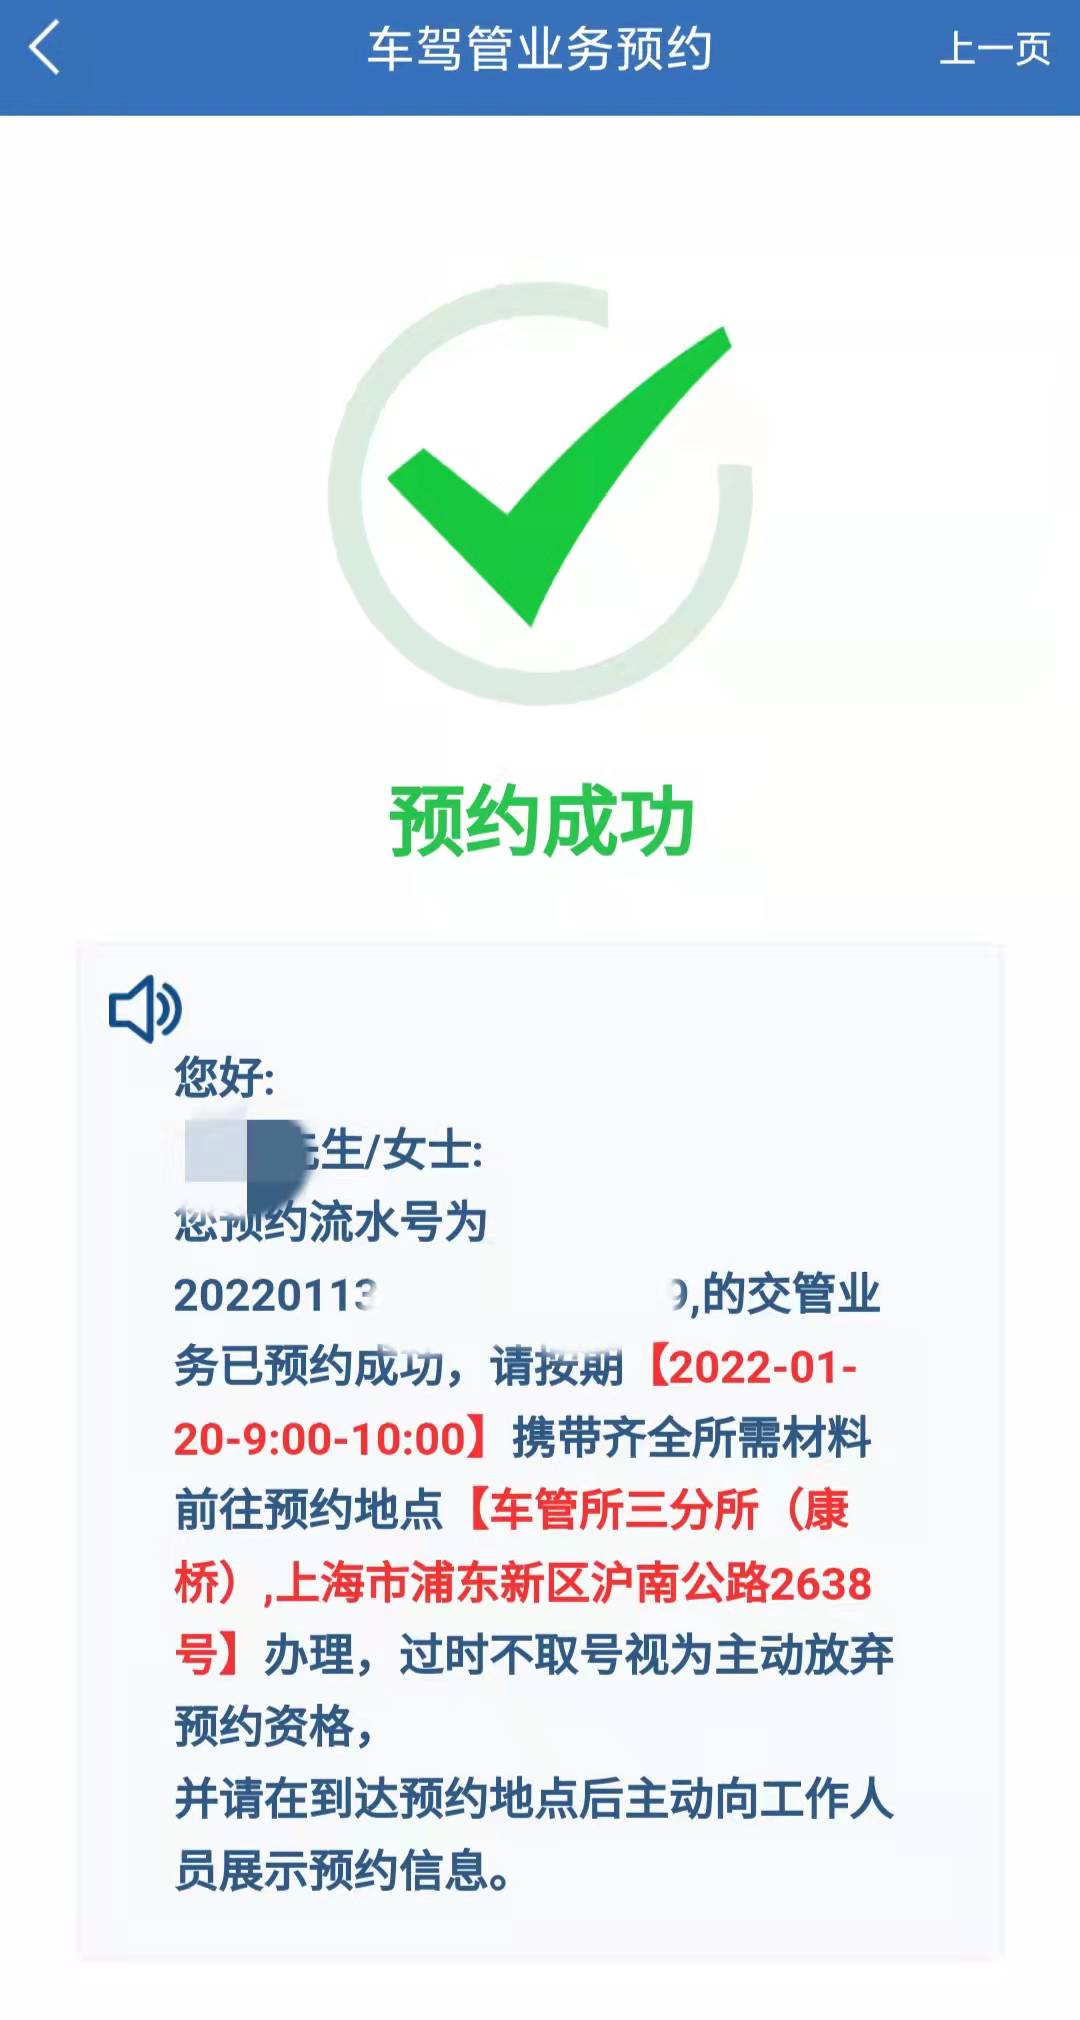 车驾管业务预约
上一页
预约成功
您好:
先生/女士:
您预约流水号为
20220113 9,的交管业
务已预约成功，请按期【2022-01-
20-9:00-10:00】携带齐全所需材料
前往预约地点【车管所三分所（康
桥）,上海市浦东新区沪南公路2638
号】办理，过时不取号视为主动放弃
预约资格，
并请在到达预约地点后主动向工作人
员展示预约信息。